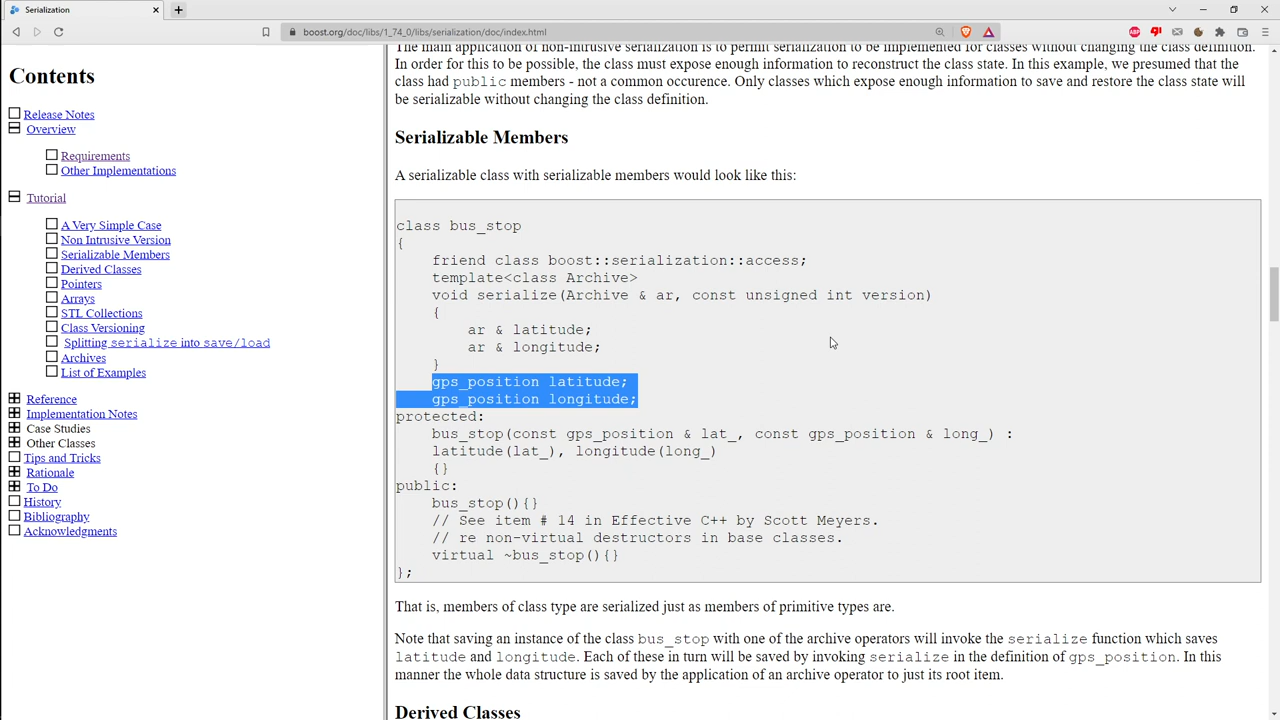 Serialization
boost.org/doc/libs/1_74_0/libs/serialization/doc/index.html
Contents
Release Notes
Overview
Requirements
Other Implementations
Tutorial
A Very Simple Case
Non Intrusive Version
Serializable Members
Derived Classes
Pointers
Arrays
STL Collections
Class Versioning
Splitting serialize into save/load
Archives
List of Examples
Reference
Implementation Notes
Case Studies
Other Classes
Tips and Tricks
Rationale
To Do
History
Bibliography
Acknowledgments
The main application of non-intrusive serialization is to permit serialization to be implemented for classes without changing the class definition.
In order for this to be possible, the class must expose enough information to reconstruct the class state. In this example, we presumed that the
class had public members - not a common occurence. Only classes which expose enough information to save and restore the class state will
be serializable without changing the class definition.
Serializable Members
A serializable class with serializable members would look like this:
class bus_stop
{
friend class boost::serialization::access;
template<class Archive>
void serialize(Archive & ar, const unsigned int version)
{
ar & latitude;
ar & longitude;
}
gps_position latitude;
gps_position longitude;
protected:
bus_stop(const gps_position & lat_, const gps_position & long_) :
latitude(lat_), longitude(long_)
{}
public:
bus_stop(){}
// See item # 14 in Effective C++ by Scott Meyers.
// re non-virtual destructors in base classes.
virtual ~bus_stop(){}
};
That is, members of class type are serialized just as members of primitive types are.
Note that saving an instance of the class bus_stop with one of the archive operators will invoke the serialize function which saves
latitude and longitude. Each of these in turn will be saved by invoking serialize in the definition of gps_position. In this
manner the whole data structure is saved by the application of an archive operator to just its root item.
Derived Classes